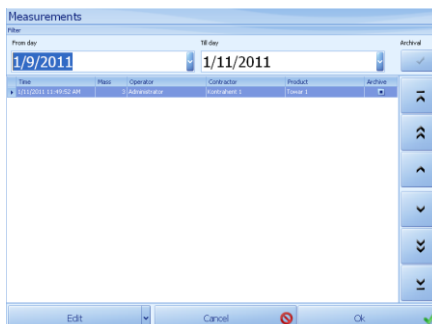 Measurements
Filter
From day Till day Archival
1/9/2011 1/11/2011
Time Mass Operator Contractor Product Archive
1/11/2011 11:49:52 AM 3 Administrator Kontrahent 1 Towar 1
Edit Cancel Ok